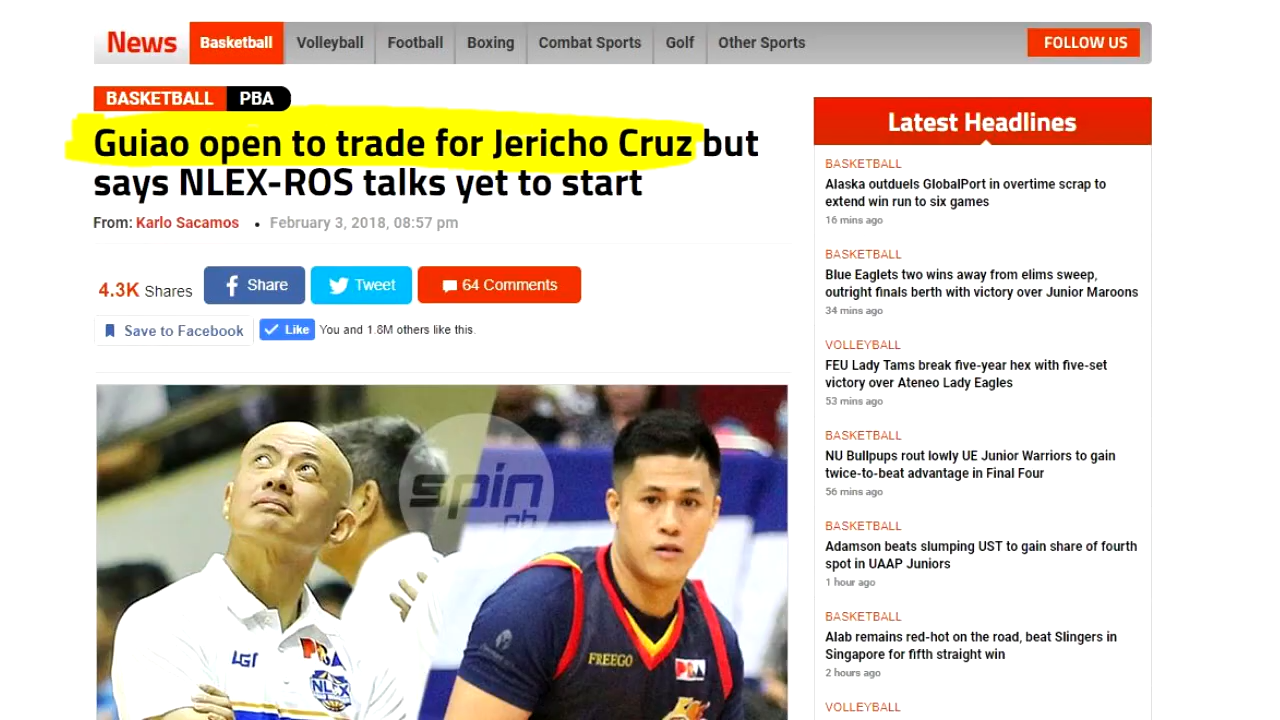 News Basketball Volleyball Football Boxing Combat Sports Golf Other Sports FOLLOW US
BASKETBALL PBA
Guiao open to trade for Jericho Cruz but
says NLEX-ROS talks yet to start
From: Karlo Sacamos • February 3, 2018, 08:57 pm
4.3K Shares Share Tweet 64 Comments
Save to Facebook Like You and 1.8M others like this.
spin
.ph
LGT
PBA
NLEX
FREEGO
PBA
Latest Headlines
BASKETBALL
Alaska outduels GlobalPort in overtime scrap to
extend win run to six games
16 mins ago
BASKETBALL
Blue Eaglets two wins away from elims sweep,
outright finals berth with victory over Junior Maroons
34 mins ago
VOLLEYBALL
FEU Lady Tams break five-year hex with five-set
victory over Ateneo Lady Eagles
53 mins ago
BASKETBALL
NU Bullpups rout lowly UE Junior Warriors to gain
twice-to-beat advantage in Final Four
56 mins ago
BASKETBALL
Adamson beats slumping UST to gain share of fourth
spot in UAAP Juniors
1 hour ago
BASKETBALL
Alab remains red-hot on the road, beat Slingers in
Singapore for fifth straight win
2 hours ago
VOLLEYBALL